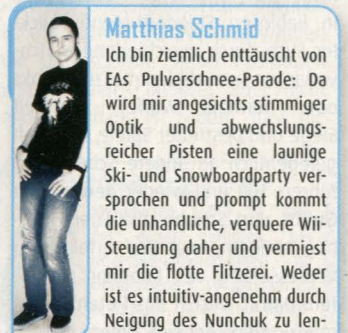 Matthias Schmid
Ich bin ziemlich enttäuscht von
EAs Pulverschnee-Parade: Da
wird mir angesichts stimmiger
Optik und abwechslungs-
reicher Pisten eine launige
Ski- und Snowboardparty ver-
sprochen und prompt kommt
die unhandliche, verquere Wii-
Steuerung daher und vermiest
mir die flotte Flitzerei. Weder
ist es intuitiv-angenehm durch
Neigung des Nunchuk zu len-